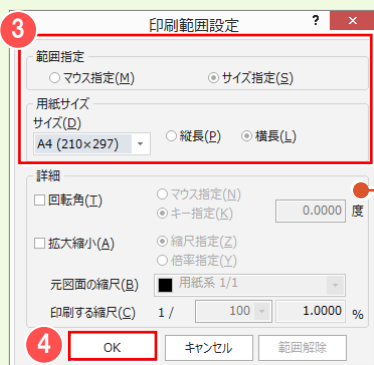 3
印刷範囲設定 ? ×
範囲指定
マウス指定(M) サイズ指定(S)
用紙サイズ
サイズ(D)
A4 (210×297) 縦長(P) 横長(L)
詳細
回転角(T) マウス指定(N)
キー指定(K) 0.0000 度
拡大縮小(A) 縮尺指定(Z)
倍率指定(Y)
元図面の縮尺(B) 用紙系 1/1
印刷する縮尺(C) 1 / 100 1.0000 %
4 OK キャンセル 範囲解除